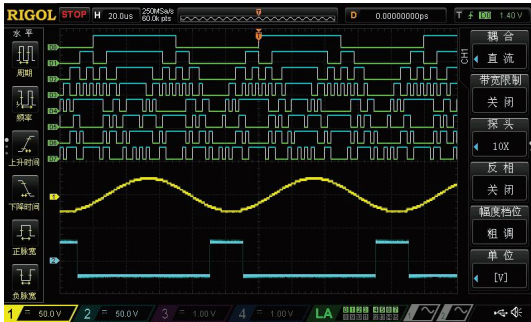 RIGOL STOP H 20.0us 250MSa/s 60.0k pts D 0.00000000ps T 1.40 V
水平
周期
频率
上升时间
下降时间
正脉宽
负脉宽
D0
D1
D2
D3
D4
D5
D6
D7
1
2
CH1
耦合
直流
带宽限制
关闭
探头
10X
反相
关闭
幅度档位
粗调
单位
[V]
1 = 50.0 V 2 = 50.0 V 3 = 1.00 V 4 = 1.00 V LA